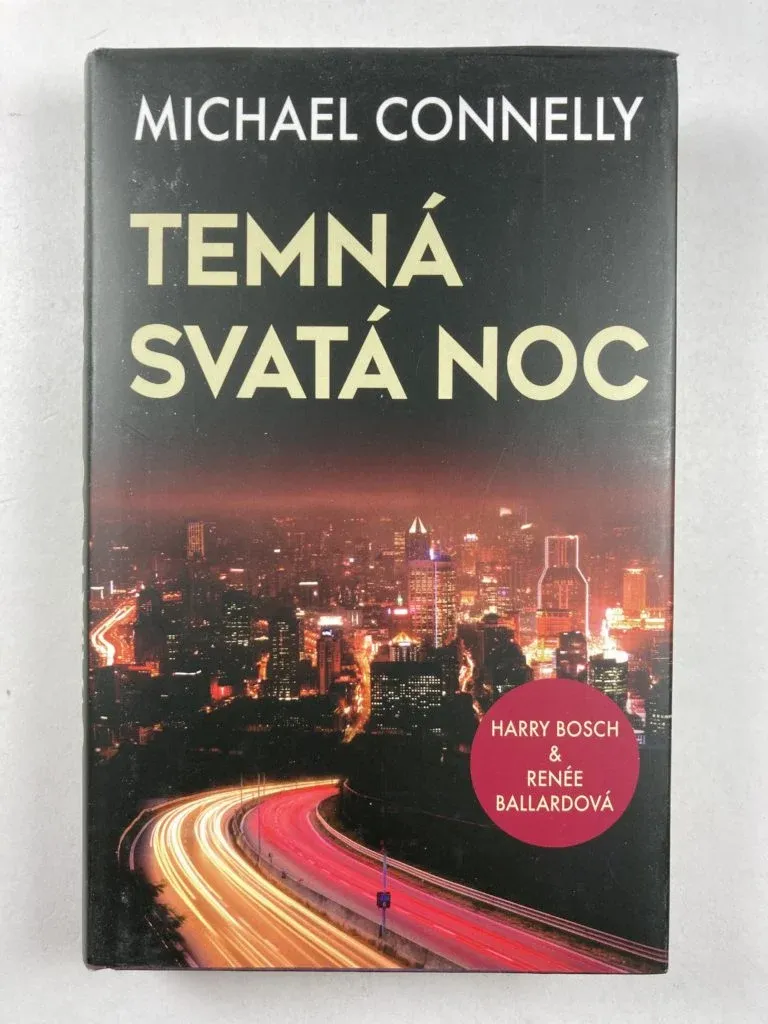 MICHAEL CONNELLY
TEMNÁ
SVATÁ NOC
HARRY BOSCH
&
RENÉE
BALLARDOVÁ